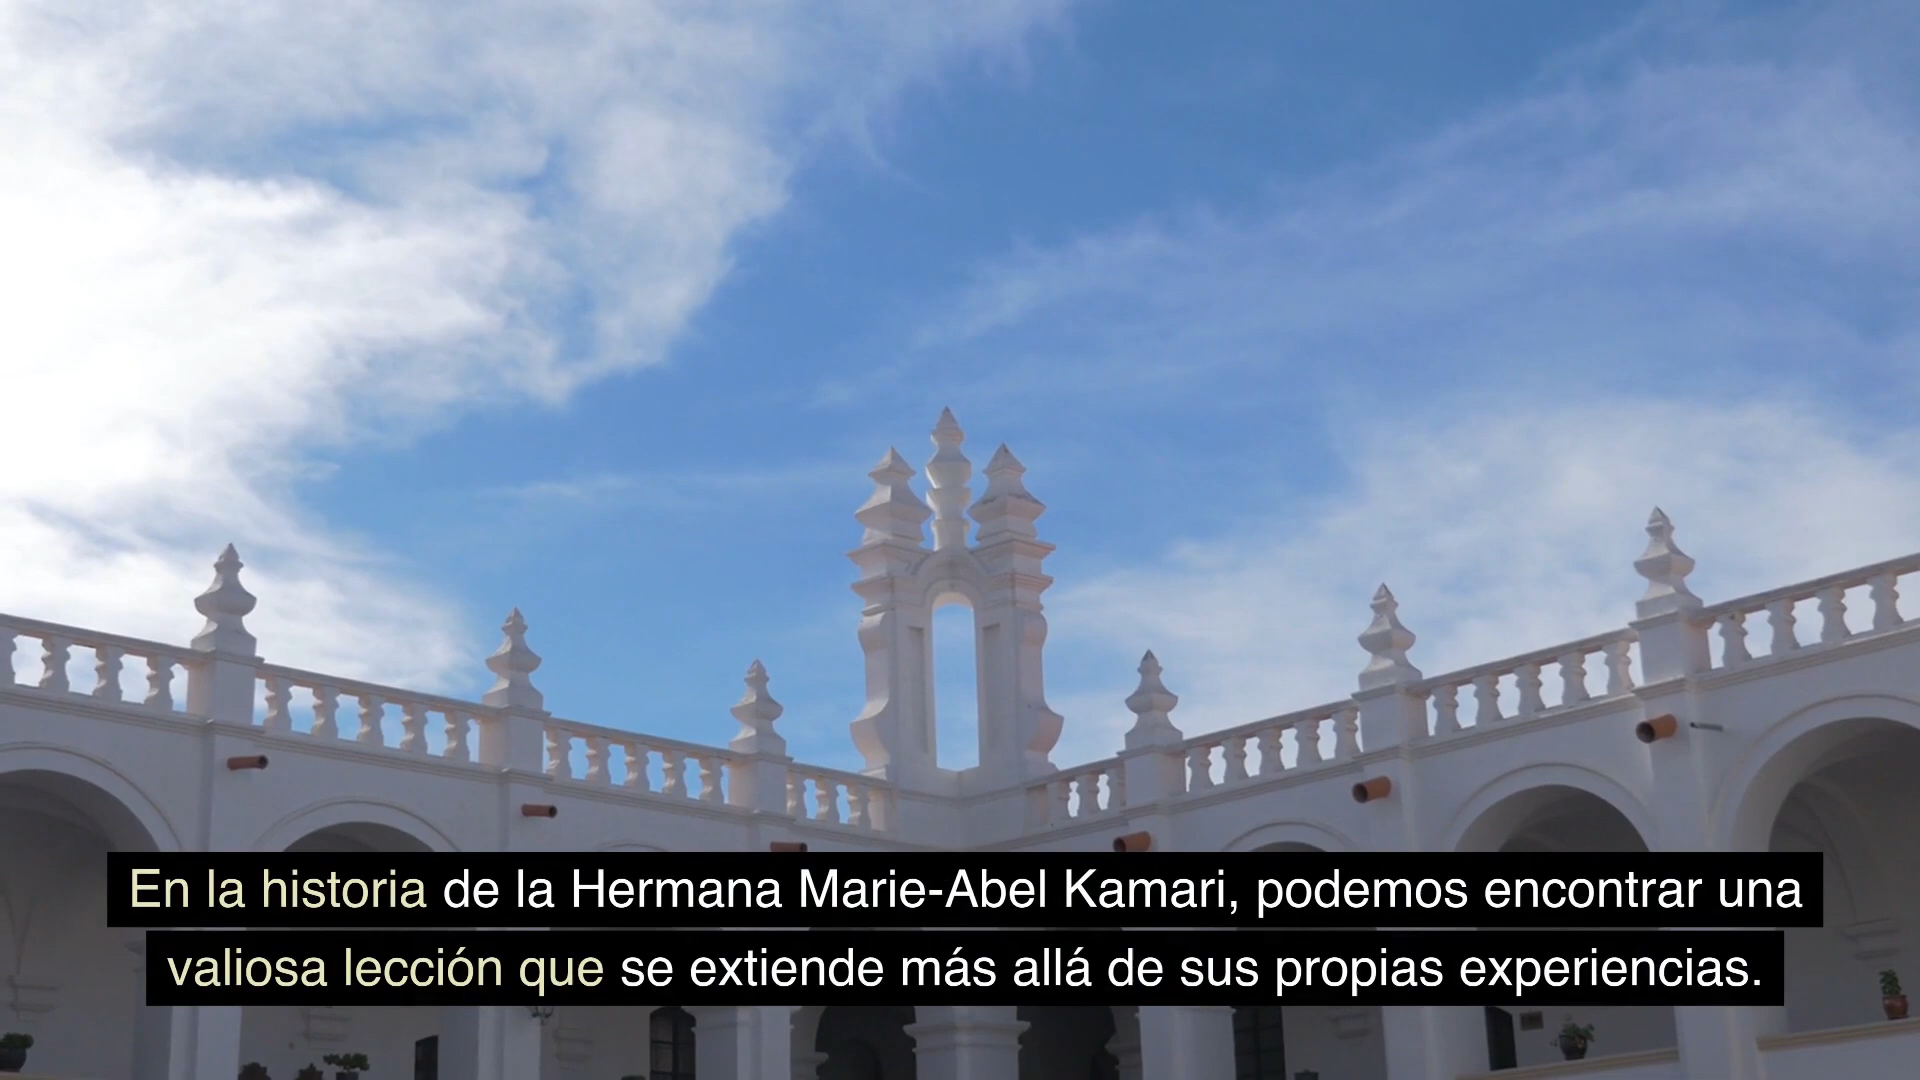 En la historia de la Hermana Marie-Abel Kamari, podemos encontrar una
valiosa lección que se extiende más allá de sus propias experiencias.